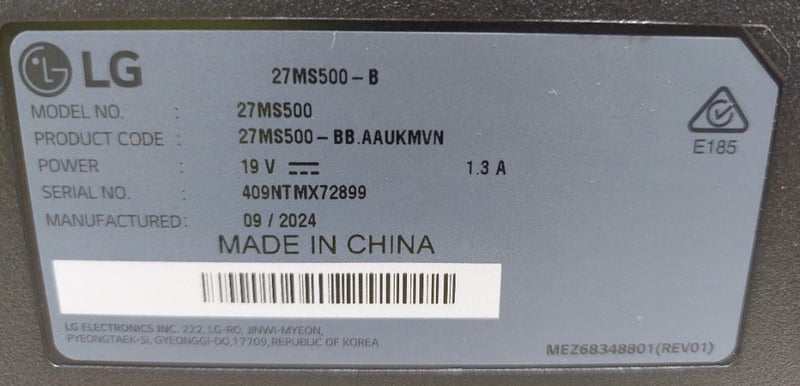 LG
27MS500-B
MODEL NO. : 27MS500
PRODUCT CODE : 27MS500-BB.AAUKMVN
POWER : 19 V 1.3 A
SERIAL NO. : 409NTMX72899
MANUFACTURED: 09 / 2024
E185
MADE IN CHINA
LG ELECTRONICS INC. 222, LG-RO, JINWI-MYEON,
PYEONGTAEK-SI, GYEONGGI-DO,17709,REPUBLIC OF KOREA
MEZ68348801(REV01)